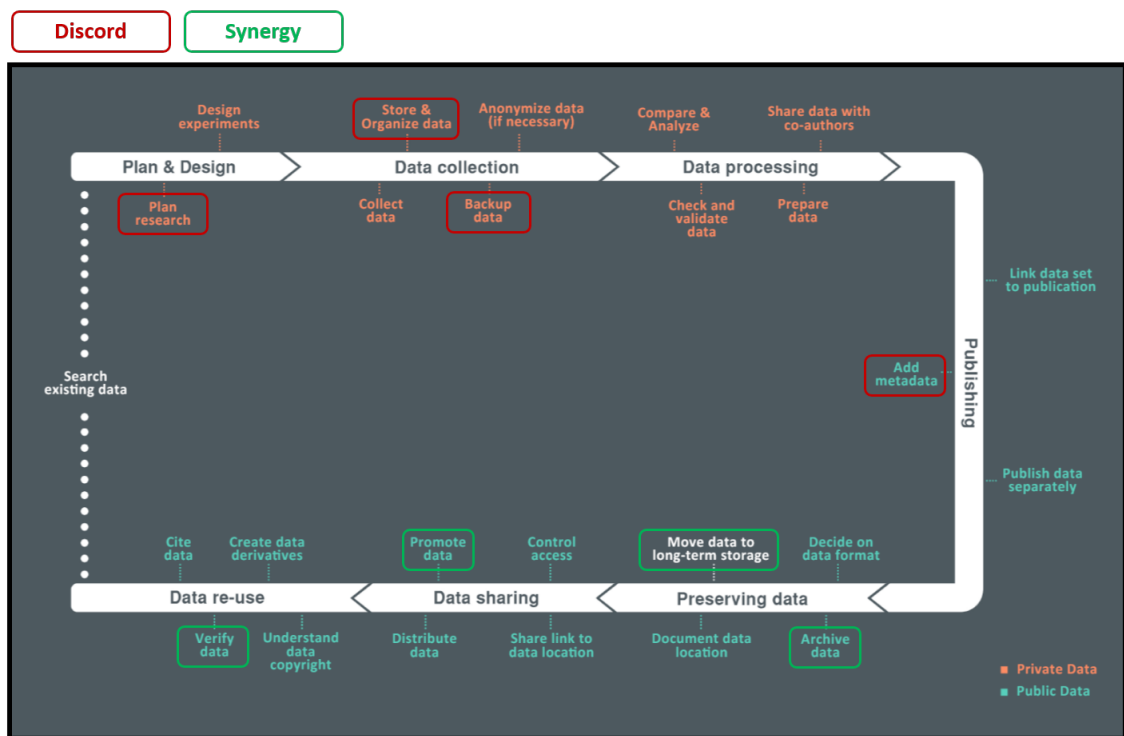 Discord
Synergy
Design
experiments
Store &
Organize data
Anonymize data
(if necessary)
Compare &
Analyze
Share data with
co-authors
Plan & Design
Data collection
Data processing
Plan
research
Collect
data
Backup
data
Check and
validate
data
Prepare
data
Link data set
to publication
Publishing
Add
metadata
Search
existing data
Publish data
separately
Cite
data
Create data
derivatives
Promote
data
Control
access
Move data to
long-term storage
Decide on
data format
Data re-use
Data sharing
Preserving data
Verify
data
Understand
data
copyright
Distribute
data
Share link to
data location
Document data
location
Archive
data
Private Data
Public Data